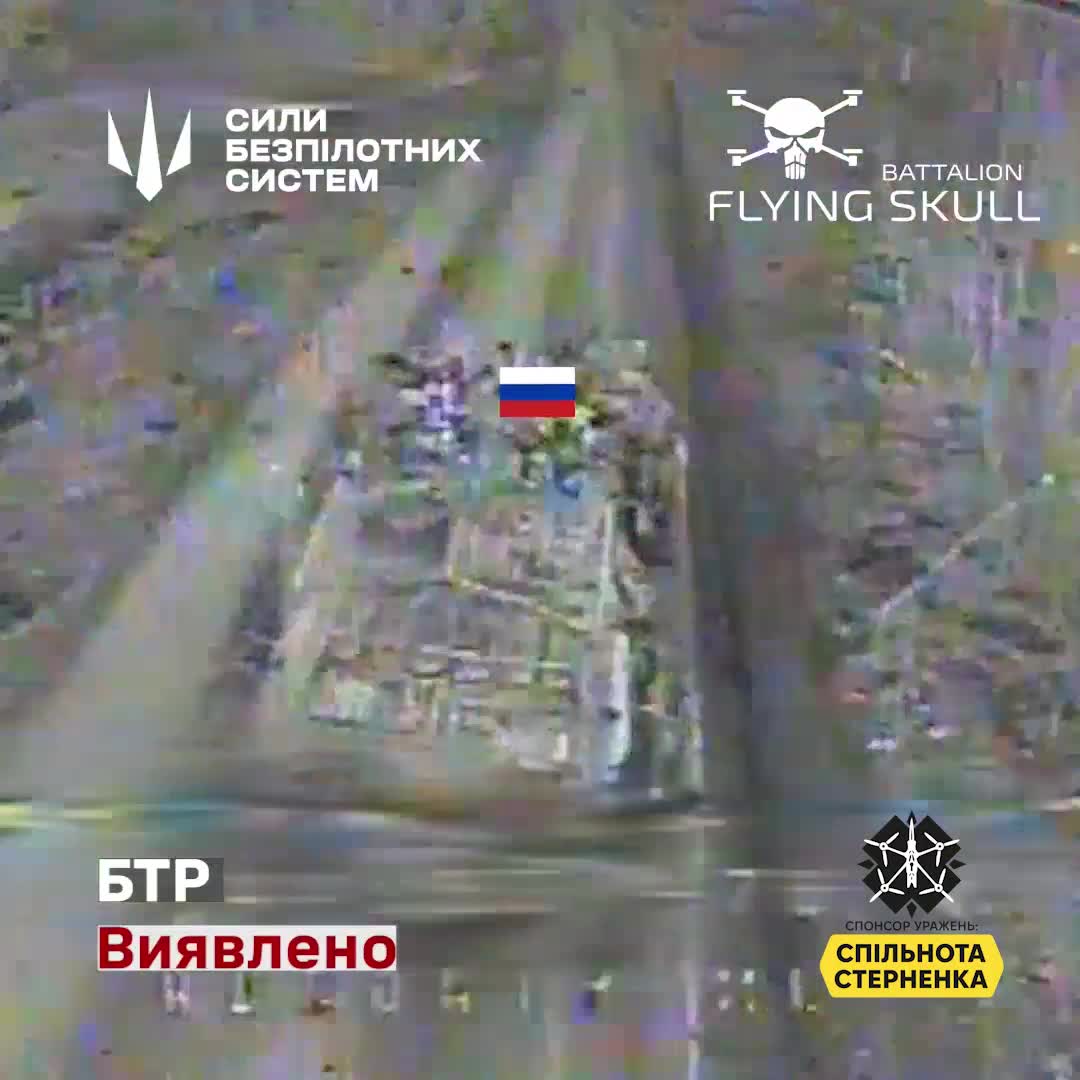 СИЛИ
БЕЗПІЛОТНИХ
СИСТЕМ
BATTALION
FLYING SKULL
БТР
Виявлено
СПОНСОР УРАЖЕНЬ:
СПІЛЬНОТА
СТЕРНЕНКА